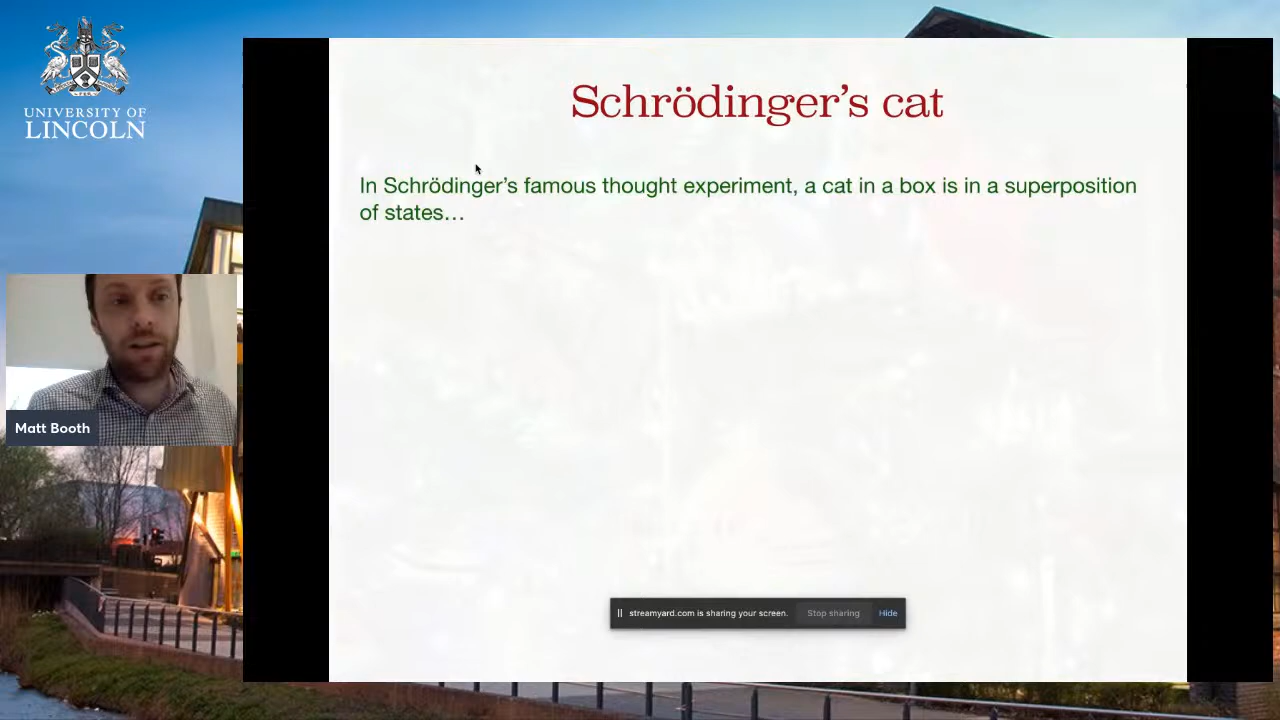 UNIVERSITY OF
LINCOLN
Schrödinger's cat
In Schrödinger's famous thought experiment, a cat in a box is in a superposition
of states…
Matt Booth
streamyard.com is sharing your screen. Stop sharing Hide